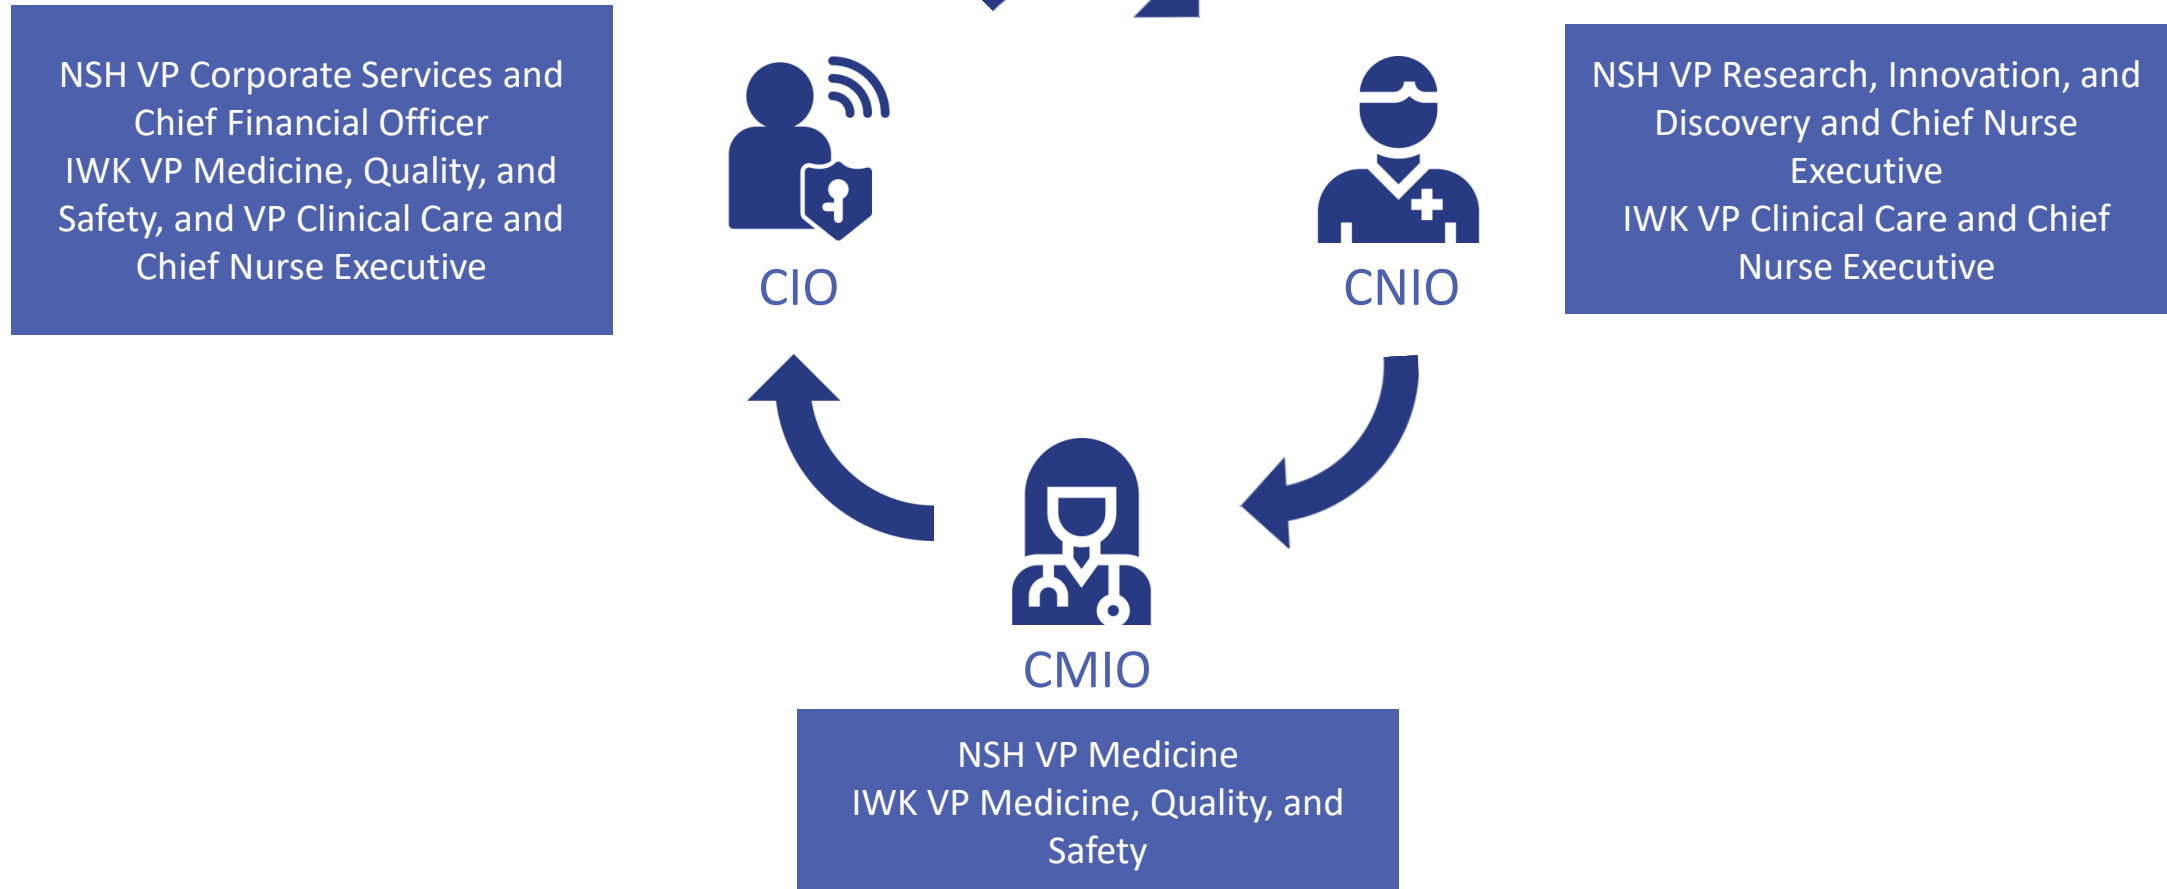 NSH VP Corporate Services and
Chief Financial Officer
IWK VP Medicine, Quality, and
Safety, and VP Clinical Care and
Chief Nurse Executive
CIO
CNIO
NSH VP Research, Innovation, and
Discovery and Chief Nurse
Executive
IWK VP Clinical Care and Chief
Nurse Executive
CMIO
NSH VP Medicine
IWK VP Medicine, Quality, and
Safety